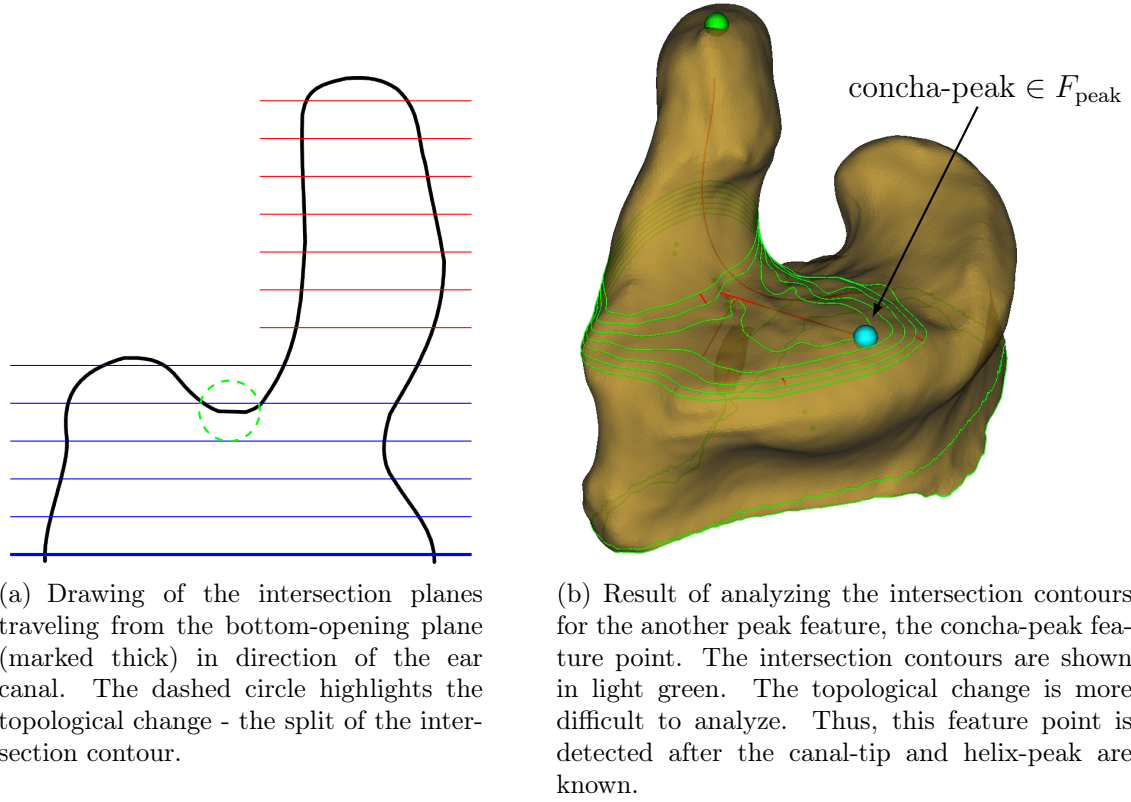 concha-peak ∈ F_peak
(a) Drawing of the intersection planes
traveling from the bottom-opening plane
(marked thick) in direction of the ear
canal. The dashed circle highlights the
topological change - the split of the inter-
section contour.
(b) Result of analyzing the intersection contours
for the another peak feature, the concha-peak fea-
ture point. The intersection contours are shown
in light green. The topological change is more
difficult to analyze. Thus, this feature point is
detected after the canal-tip and helix-peak are
known.